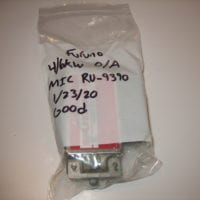 Furuno
4/6kW O/A
MIC RU-9390
1/23/20
Good